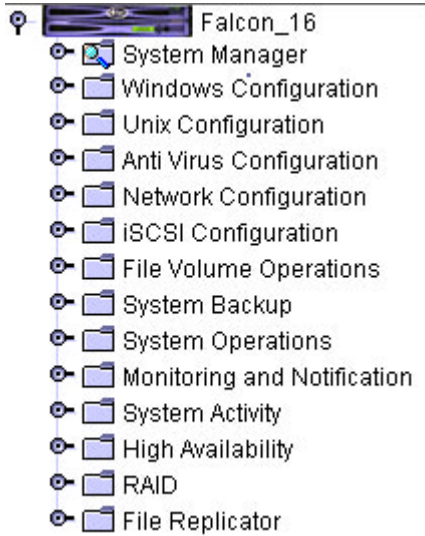 Falcon_16
System Manager
Windows Configuration
Unix Configuration
Anti Virus Configuration
Network Configuration
iSCSI Configuration
File Volume Operations
System Backup
System Operations
Monitoring and Notification
System Activity
High Availability
RAID
File Replicator